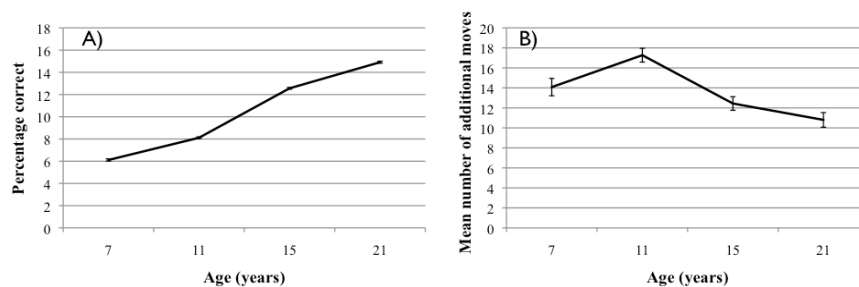 A)
Percentage correct
18
16
14
12
10
8
6
4
2
0
7 11 15 21
Age (years)
B)
Mean number of additional moves
20
18
16
14
12
10
8
6
4
2
0
7 11 15 21
Age (years)